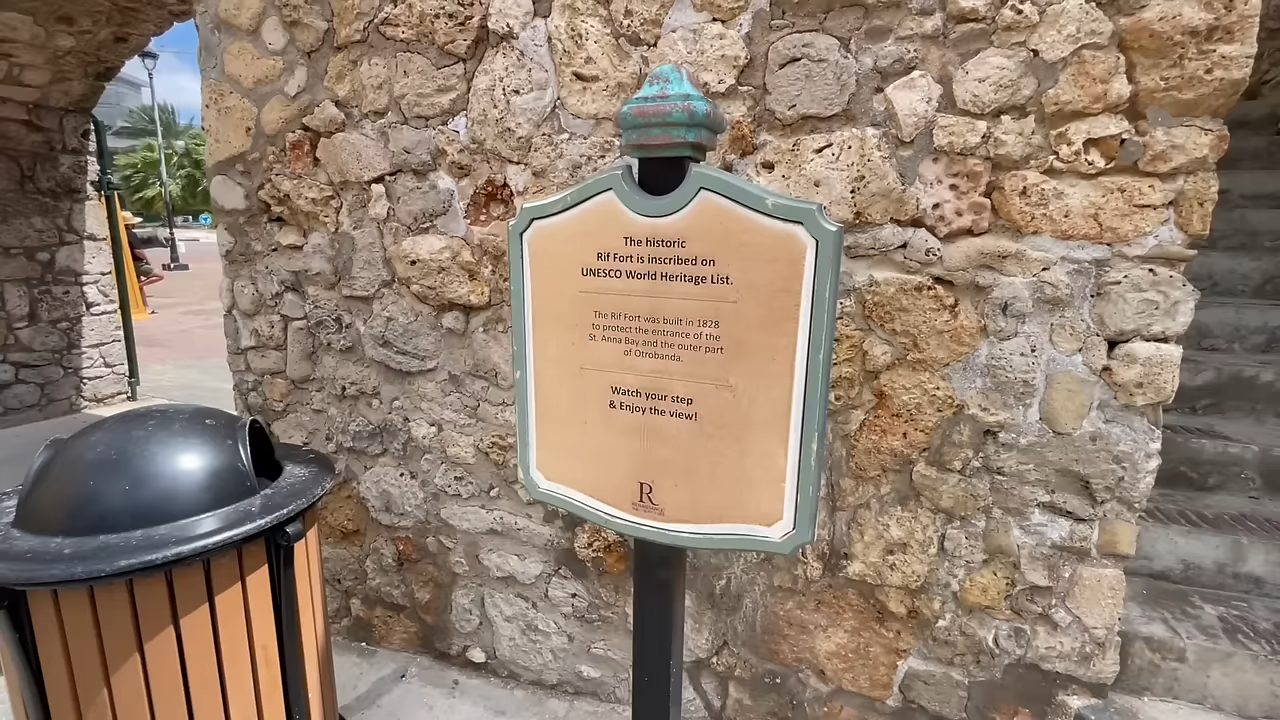 The historic
Rif Fort is inscribed on
UNESCO World Heritage List.
The Rif Fort was built in 1828
to protect the entrance of the
St. Anna Bay and the outer part
of Otrobanda.
Watch your step
& Enjoy the view!
R
RENAISSANCE